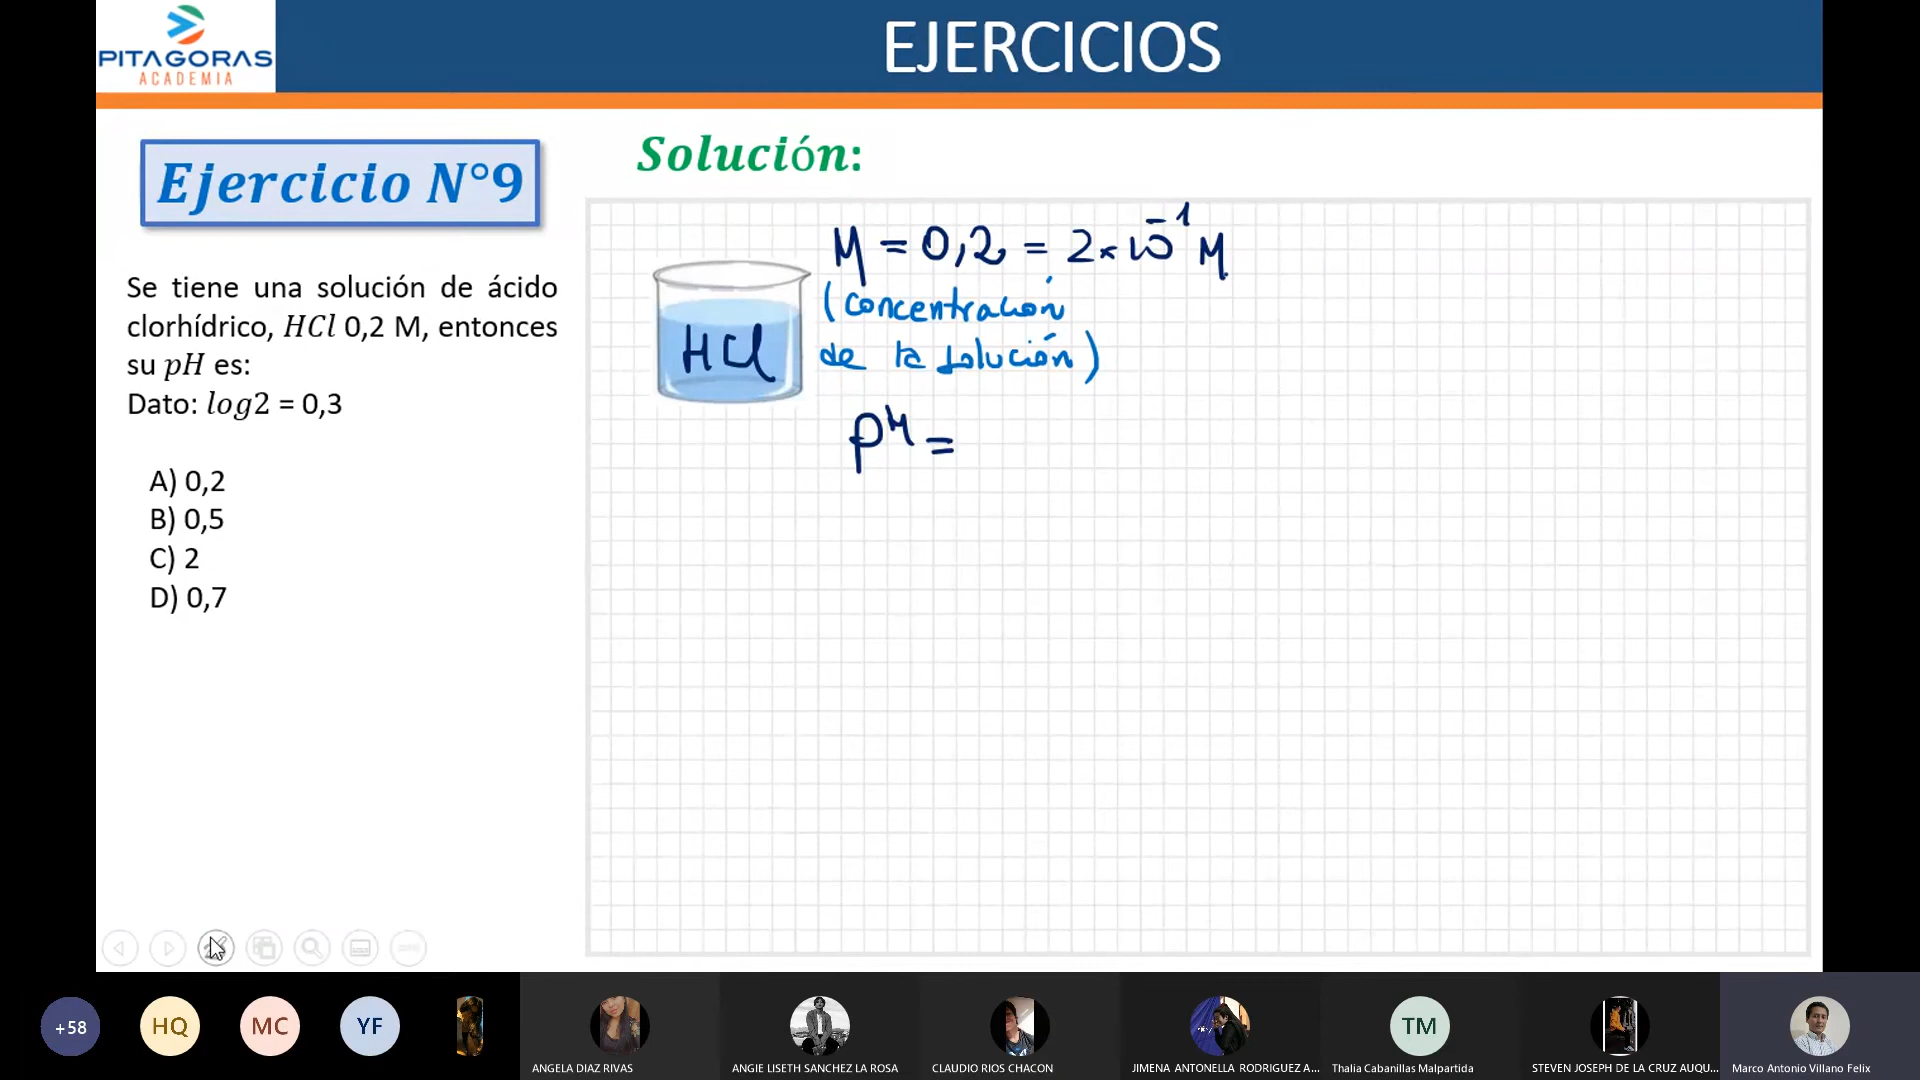 PITAGORAS
ACADEMIA
EJERCICIOS
Ejercicio N°9
Solución:
Se tiene una solución de ácido
clorhídrico, HCl 0,2 M, entonces
su pH es:
Dato: log2 = 0,3
A) 0,2
B) 0,5
C) 2
D) 0,7
M = 0,2 = 2×10⁻¹ M
(concentración
de la solución)
HCl
pH =
+58
HQ
MC
YF
TM
ANGELA DIAZ RIVAS
ANGIE LISETH SANCHEZ LA ROSA
CLAUDIO RIOS CHACON
JIMENA ANTONELLA RODRIGUEZ A...
Thalia Cabanillas Malpartida
STEVEN JOSEPH DE LA CRUZ AUQU...
Marco Antonio Villano Felix